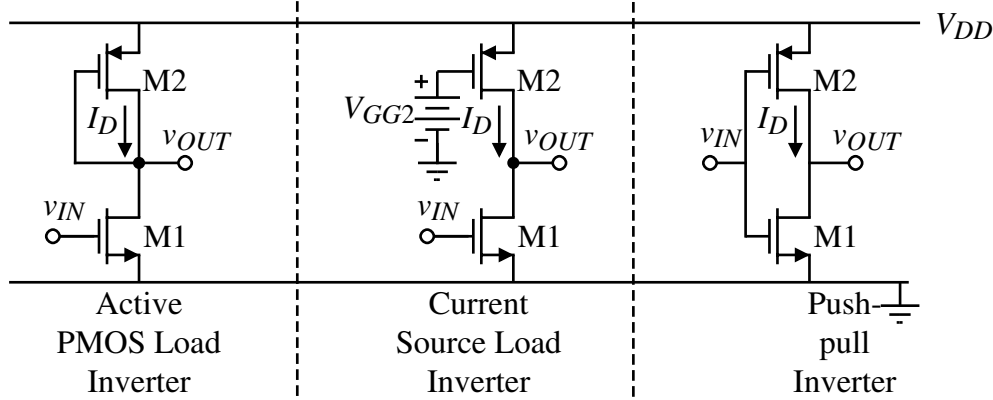 V_DD
M2
I_D
v_OUT
v_IN
M1
Active
PMOS Load
Inverter
+
V_GG2
-
M2
I_D
v_OUT
v_IN
M1
Current
Source Load
Inverter
M2
v_IN
I_D
v_OUT
M1
Push-
pull
Inverter